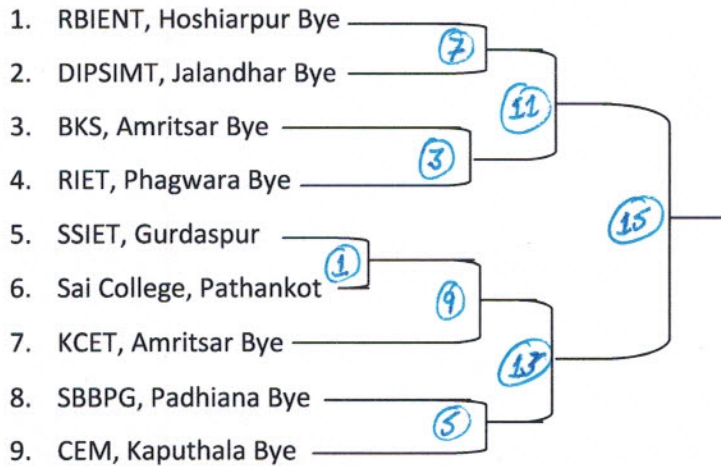 1. RBIENT, Hoshiarpur Bye
7
2. DIPSIMT, Jalandhar Bye
11
3. BKS, Amritsar Bye
3
4. RIET, Phagwara Bye
5. SSIET, Gurdaspur
15
1
6. Sai College, Pathankot
9
7. KCET, Amritsar Bye
13
8. SBBPG, Padhiana Bye
5
9. CEM, Kaputhala Bye